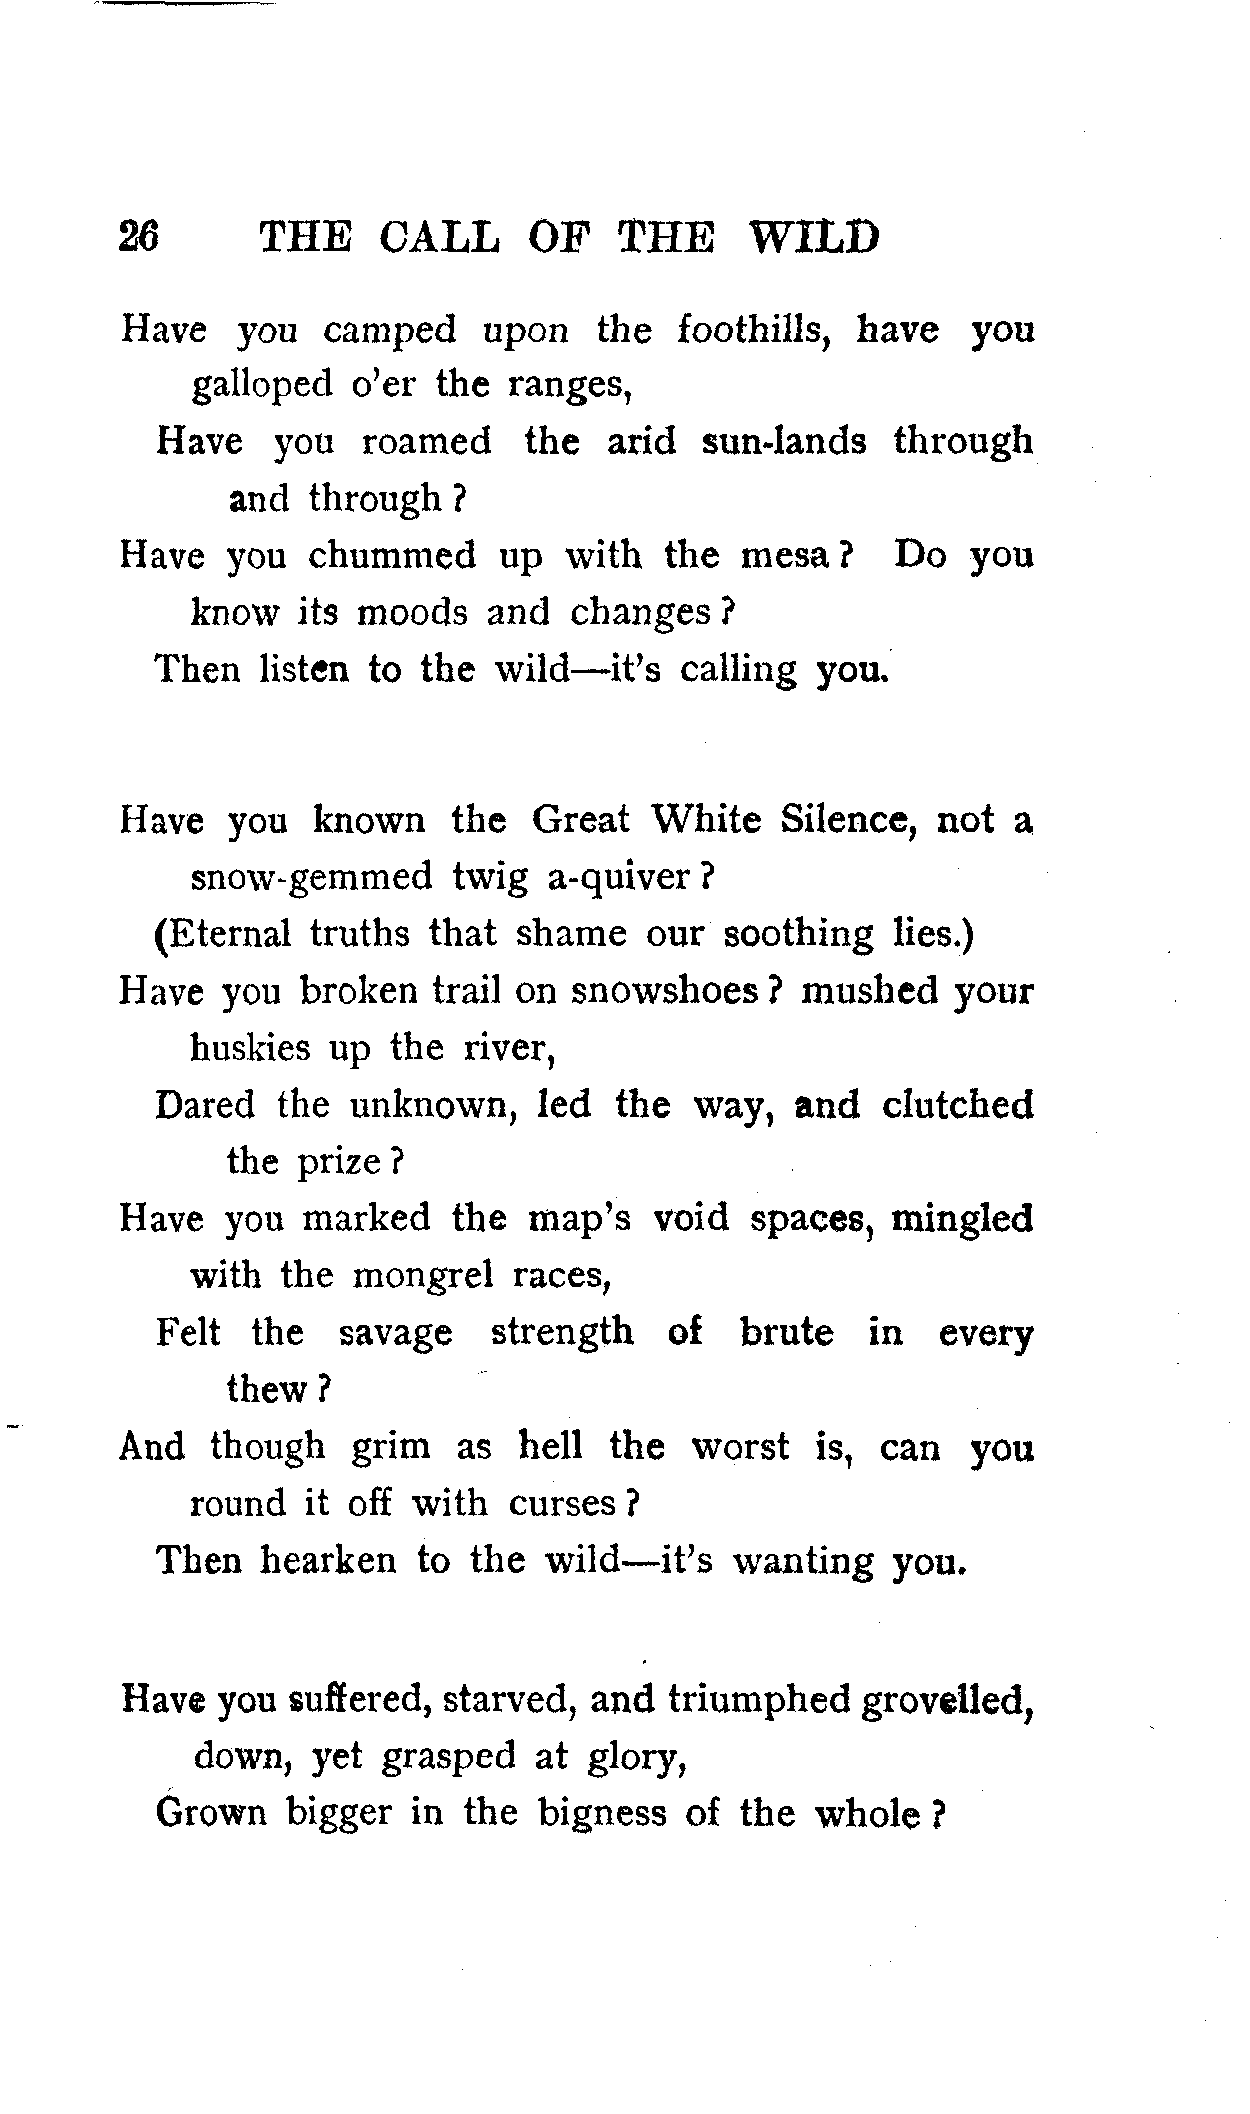 26 THE CALL OF THE WILD
Have you camped upon the foothills, have you
galloped o'er the ranges,
Have you roamed the arid sun-lands through
and through ?
Have you chummed up with the mesa ? Do you
know its moods and changes ?
Then listen to the wild—it's calling you.
Have you known the Great White Silence, not a
snow-gemmed twig a-quiver ?
(Eternal truths that shame our soothing lies.)
Have you broken trail on snowshoes ? mushed your
huskies up the river,
Dared the unknown, led the way, and clutched
the prize ?
Have you marked the map's void spaces, mingled
with the mongrel races,
Felt the savage strength of brute in every
thew ?
And though grim as hell the worst is, can you
round it off with curses ?
Then hearken to the wild—it's wanting you.
Have you suffered, starved, and triumphed grovelled,
down, yet grasped at glory,
Grown bigger in the bigness of the whole ?